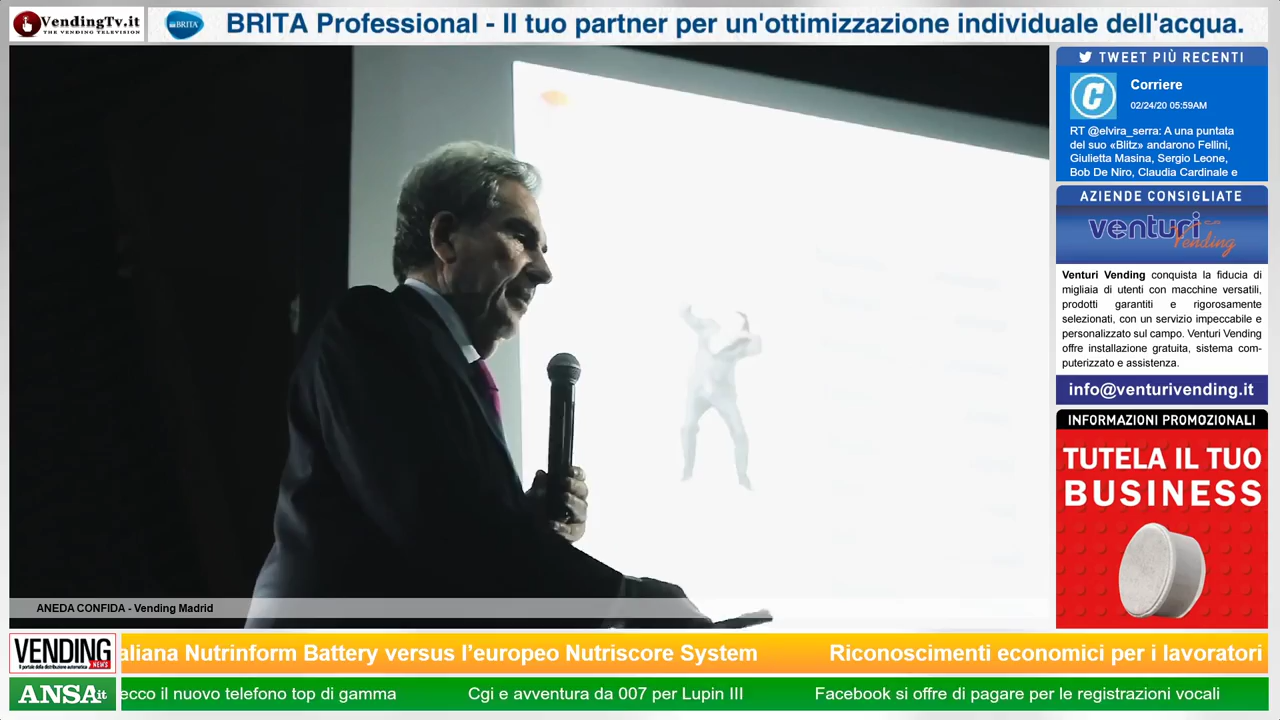 VendingTv.it
THE VENDING TELEVISION
BRITA
BRITA Professional - Il tuo partner per un'ottimizzazione individuale dell'acqua.
TWEET PIÙ RECENTI
C
Corriere
02/24/20 05:59AM
RT @elvira_serra: A una puntata
del suo «Blitz» andarono Fellini,
Giulietta Masina, Sergio Leone,
Bob De Niro, Claudia Cardinale e
AZIENDE CONSIGLIATE
venturi
Vending
Venturi Vending conquista la fiducia di
migliaia di utenti con macchine versatili,
prodotti garantiti e rigorosamente
selezionati, con un servizio impeccabile e
personalizzato sul campo. Venturi Vending
offre installazione gratuita, sistema com-
puterizzato e assistenza.
info@venturivending.it
INFORMAZIONI PROMOZIONALI
TUTELA IL TUO
BUSINESS
ANEDA CONFIDA - Vending Madrid
VENDING
Il portale della distribuzione automatica NEWS
aliana Nutrinform Battery versus l'europeo Nutriscore System Riconoscimenti economici per i lavoratori
ANSA.it
ecco il nuovo telefono top di gamma Cgi e avventura da 007 per Lupin III Facebook si offre di pagare per le registrazioni vocali